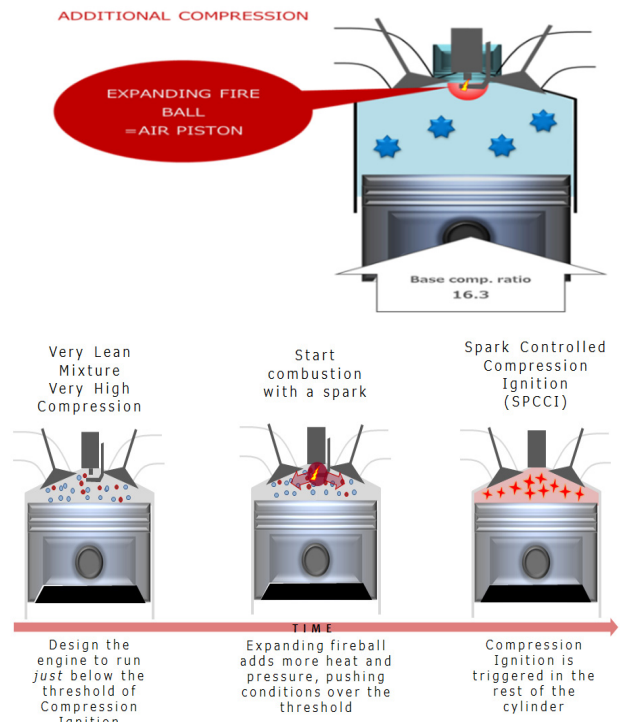 ADDITIONAL COMPRESSION
EXPANDING FIRE
BALL
=AIR PISTON
Base comp. ratio
16.3
Very Lean
Mixture
Very High
Compression
Start
combustion
with a spark
Spark Controlled
Compression
Ignition
(SPCCI)
TIME
Design the
engine to run
just below the
threshold of
Compression
Ignition
Expanding fireball
adds more heat and
pressure, pushing
conditions over the
threshold
Compression
Ignition is
triggered in the
rest of the
cylinder